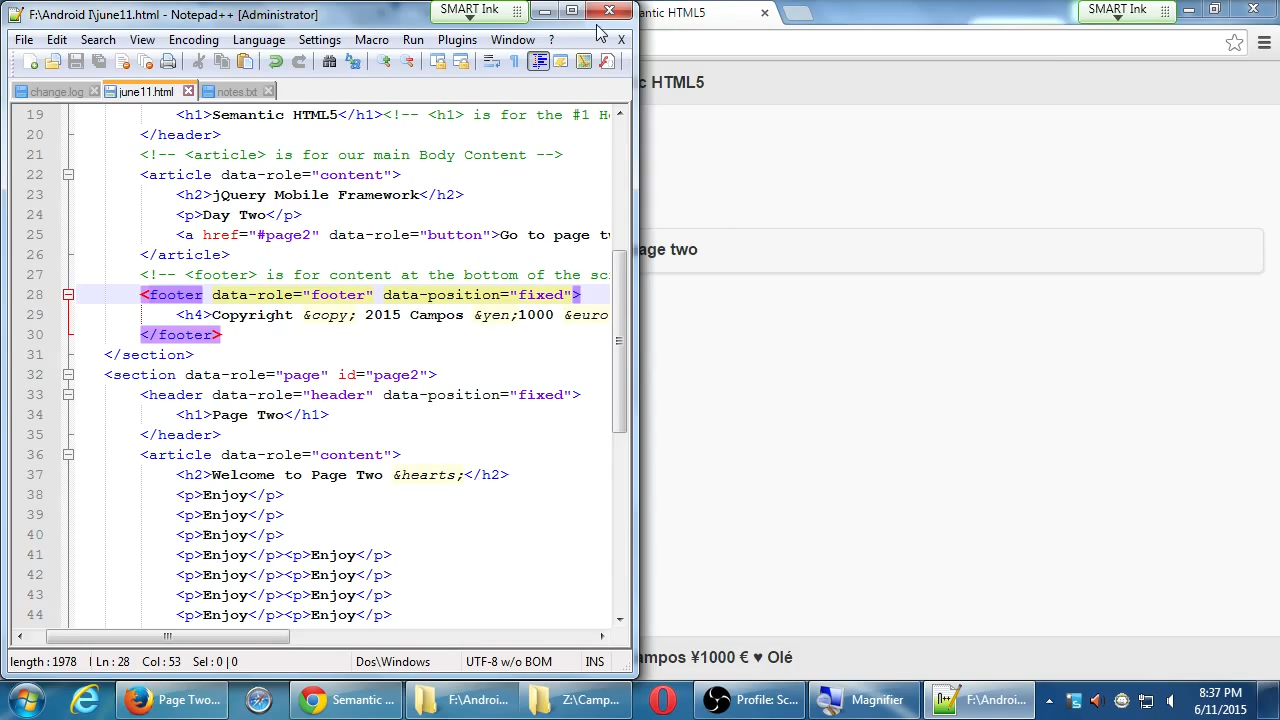 F:\Android I\june11.html - Notepad++ [Administrator]
SMART Ink
antic HTML5
SMART Ink
File Edit Search View Encoding Language Settings Macro Run Plugins Window ? X
change.log june11.html notes.txt
19 <h1>Semantic HTML5</h1><!-- <h1> is for the #1 H
20 </header>
21 <!-- <article> is for our main Body Content -->
22 <article data-role="content">
23 <h2>jQuery Mobile Framework</h2>
24 <p>Day Two</p>
25 <a href="#page2" data-role="button">Go to page tw
26 </article>
27 <!-- <footer> is for content at the bottom of the sc
28 <footer data-role="footer" data-position="fixed">
29 <h4>Copyright &copy; 2015 Campos &yen;1000 &euro
30 </footer>
31 </section>
32 <section data-role="page" id="page2">
33 <header data-role="header" data-position="fixed">
34 <h1>Page Two</h1>
35 </header>
36 <article data-role="content">
37 <h2>Welcome to Page Two &hearts;</h2>
38 <p>Enjoy</p>
39 <p>Enjoy</p>
40 <p>Enjoy</p>
41 <p>Enjoy</p><p>Enjoy</p>
42 <p>Enjoy</p><p>Enjoy</p>
43 <p>Enjoy</p><p>Enjoy</p>
44 <p>Enjoy</p><p>Enjoy</p>
length : 1978 Ln : 28 Col : 53 Sel : 0 | 0 Dos\Windows UTF-8 w/o BOM INS
c HTML5
age two
ampos ¥1000 € ♥ Olé
Page Two... Semantic ... F:\Androi... Z:\Camp... Profile: Sc... Magnifier F:\Androi...
8:37 PM
6/11/2015